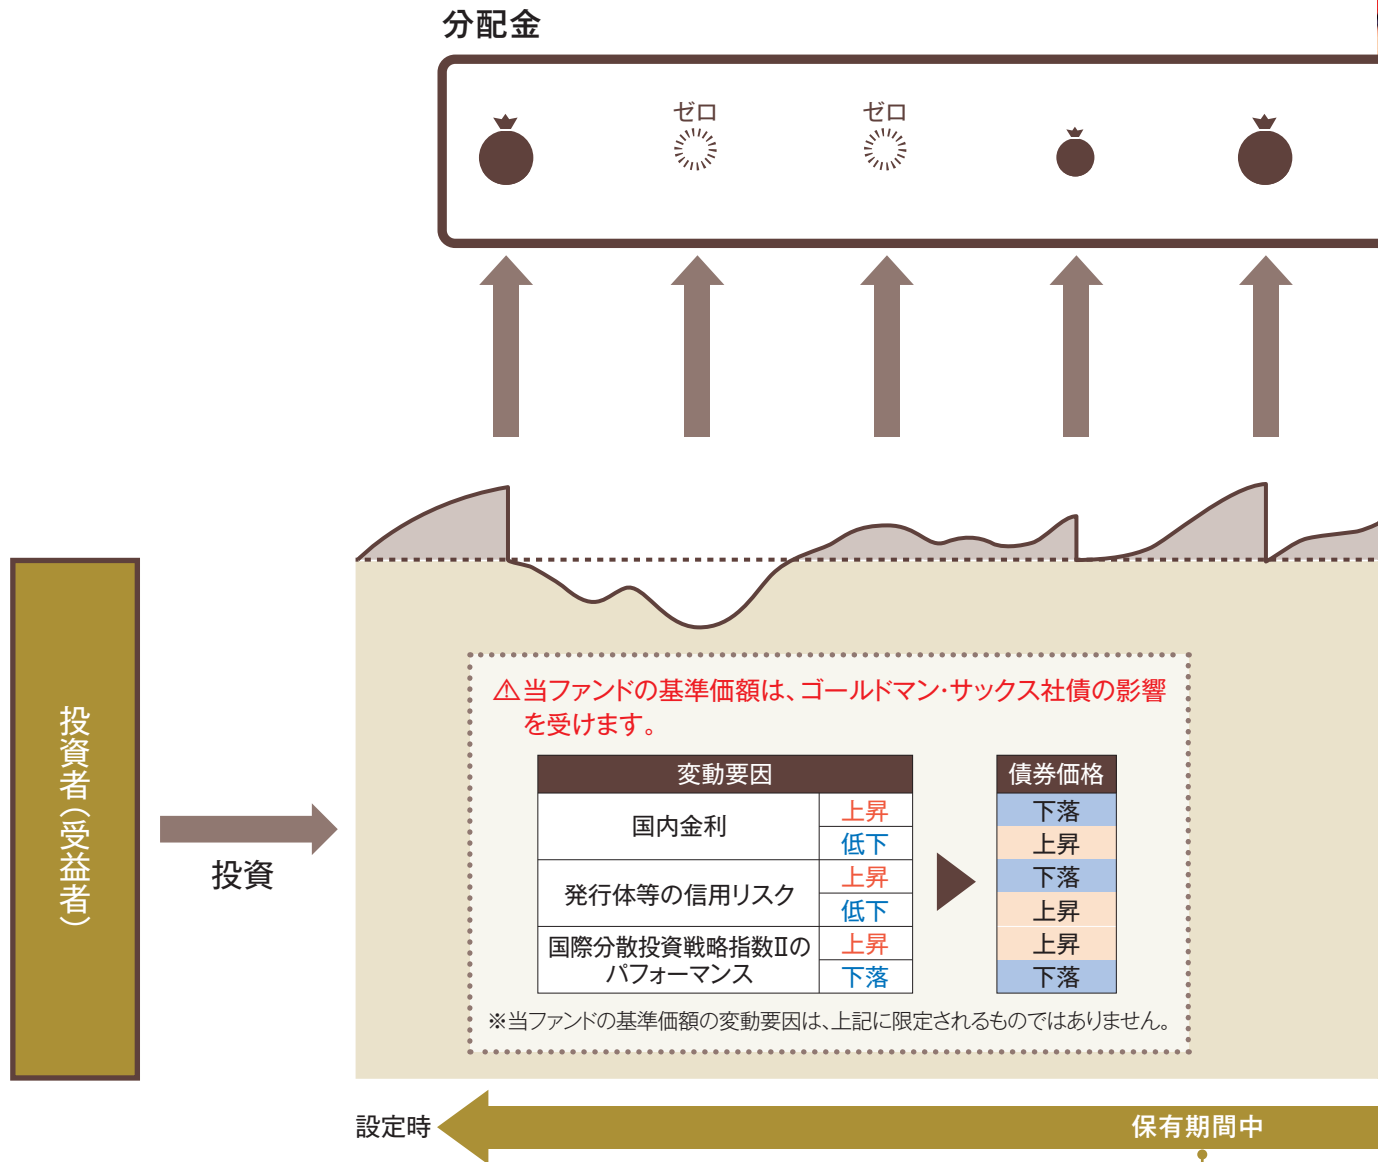 分配金
ゼロ
ゼロ
⚠当ファンドの基準価額は、ゴールドマン・サックス社債の影響
を受けます。
変動要因
債券価格
国内金利
上昇
下落
低下
上昇
発行体等の信用リスク
上昇
下落
低下
上昇
国際分散投資戦略指数Ⅱの
パフォーマンス
上昇
上昇
下落
下落
※当ファンドの基準価額の変動要因は、上記に限定されるものではありません。
投資者(受益者)
投資
設定時
保有期間中